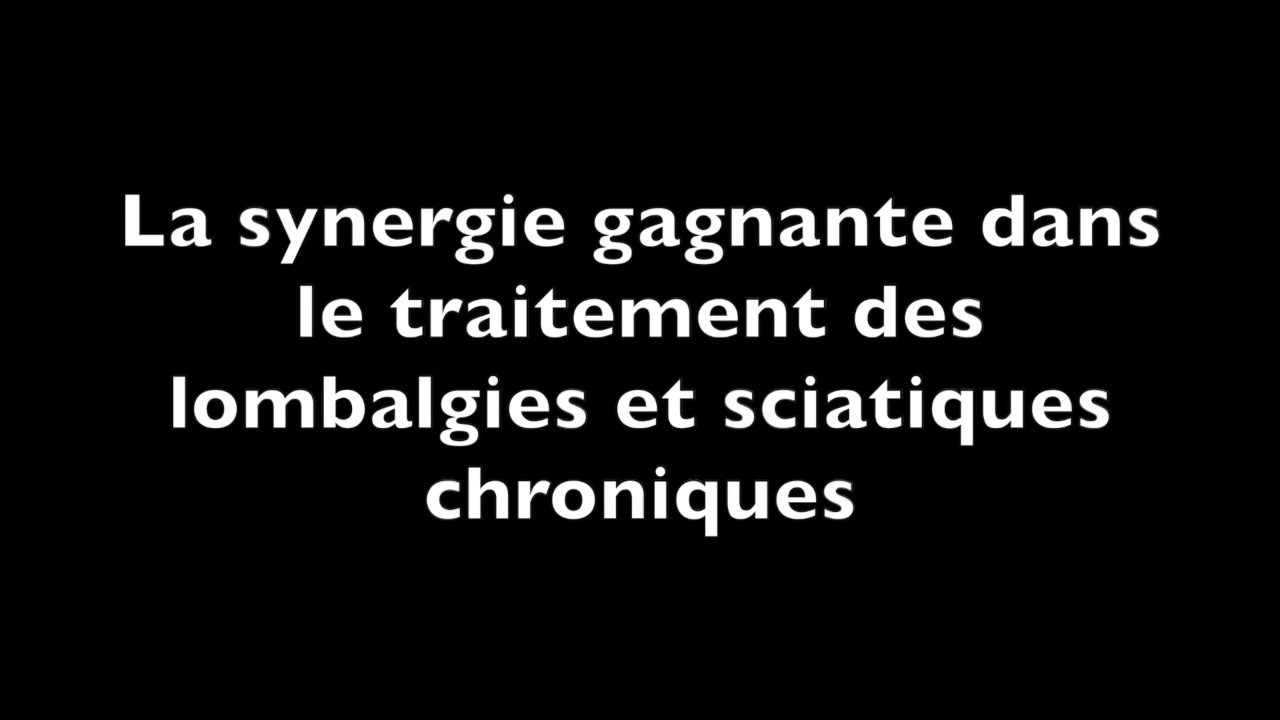 La synergie gagnante dans
le traitement des
lombalgies et sciatiques
chroniques